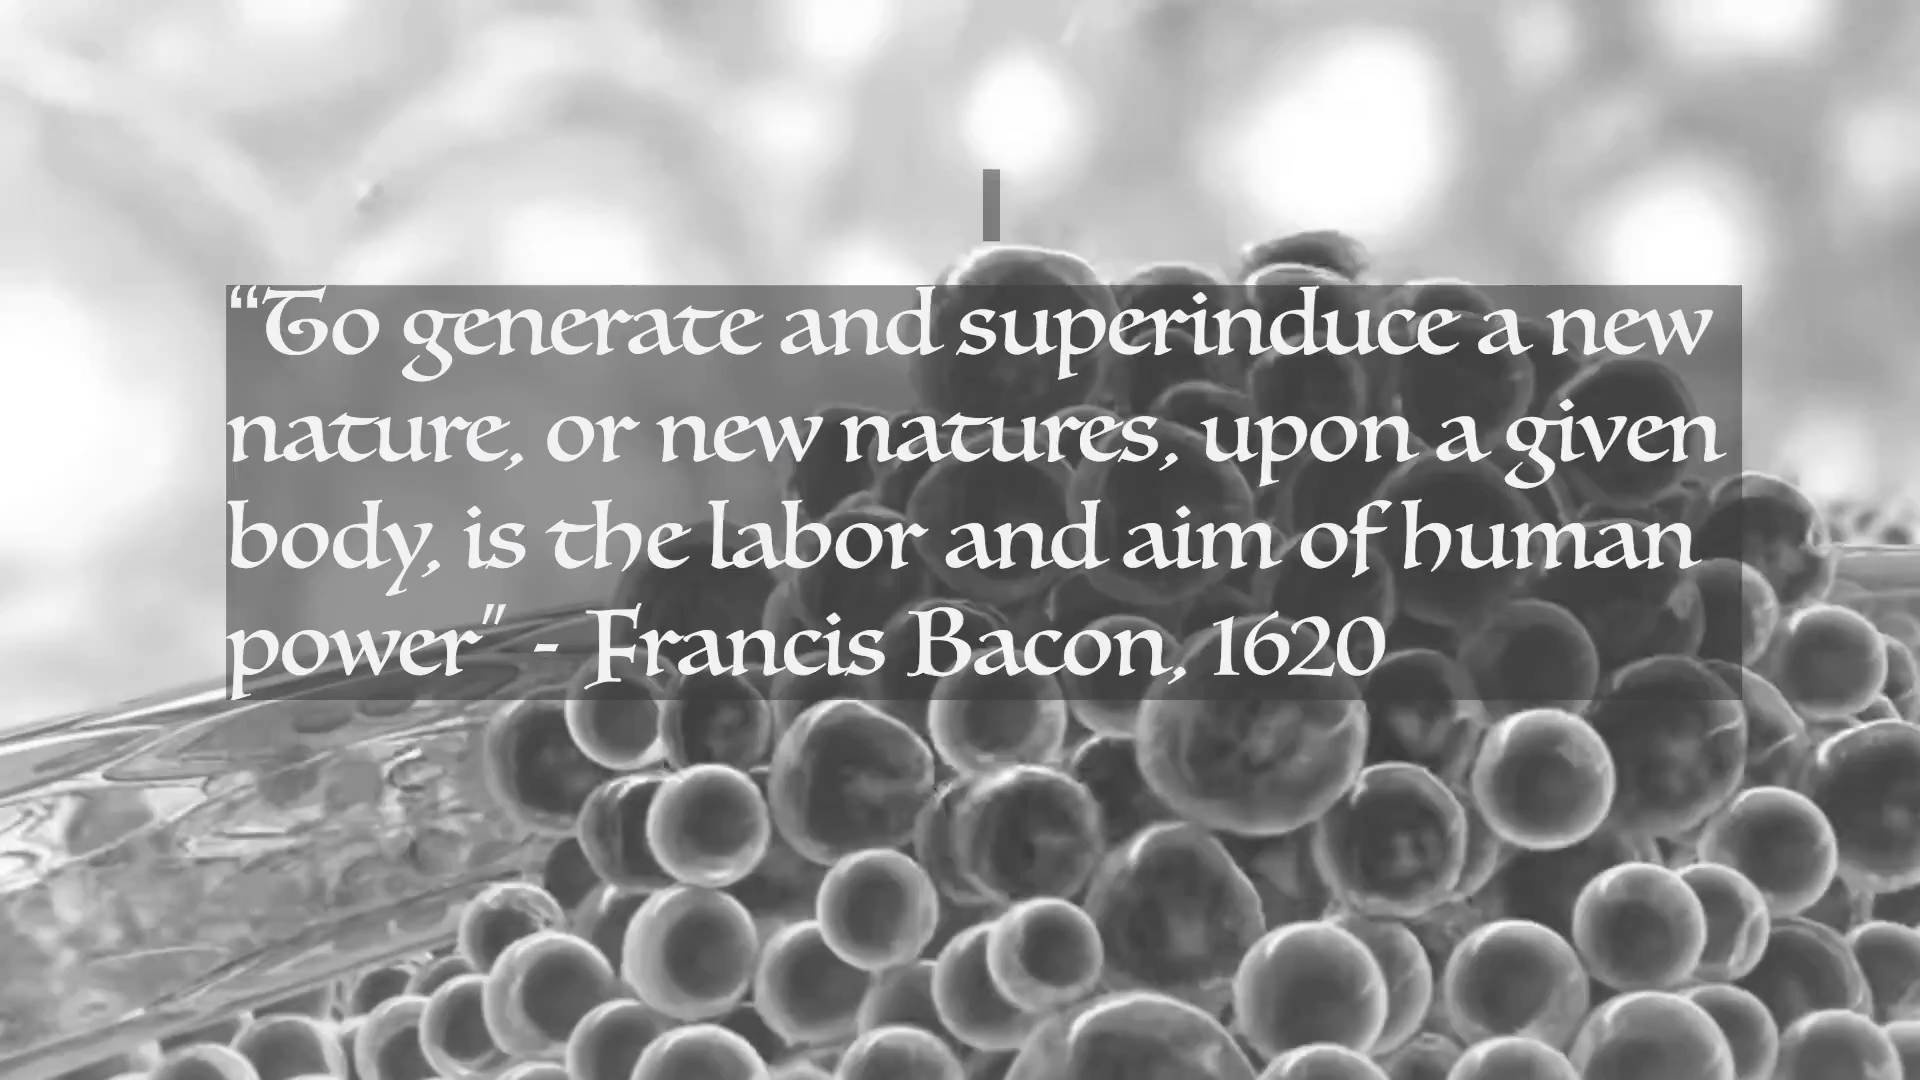 “To generate and superinduce a new
nature, or new natures, upon a given
body, is the labor and aim of human
power" - Francis Bacon, 1620